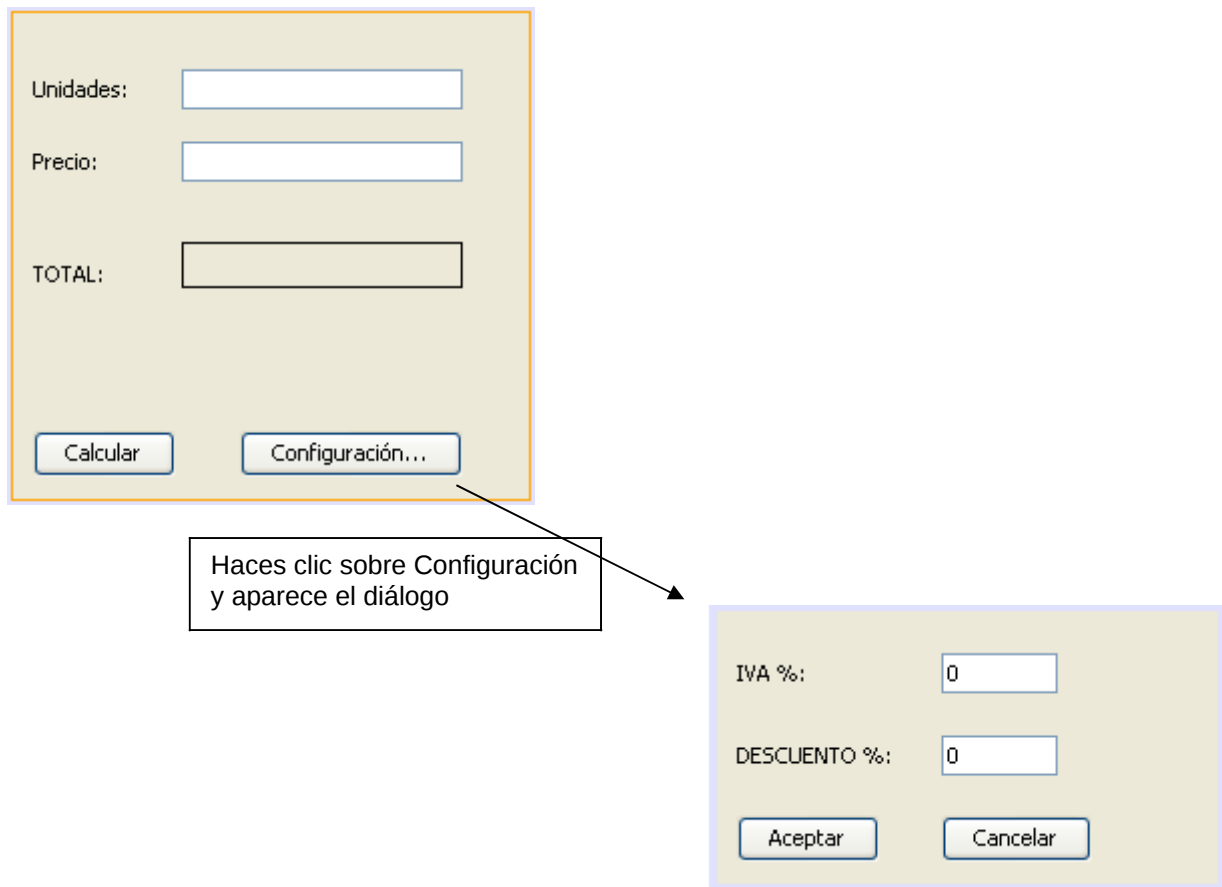 Unidades:
Precio:
TOTAL:
Calcular Configuración...
Haces clic sobre Configuración
y aparece el diálogo
IVA %: 0
DESCUENTO %: 0
Aceptar Cancelar